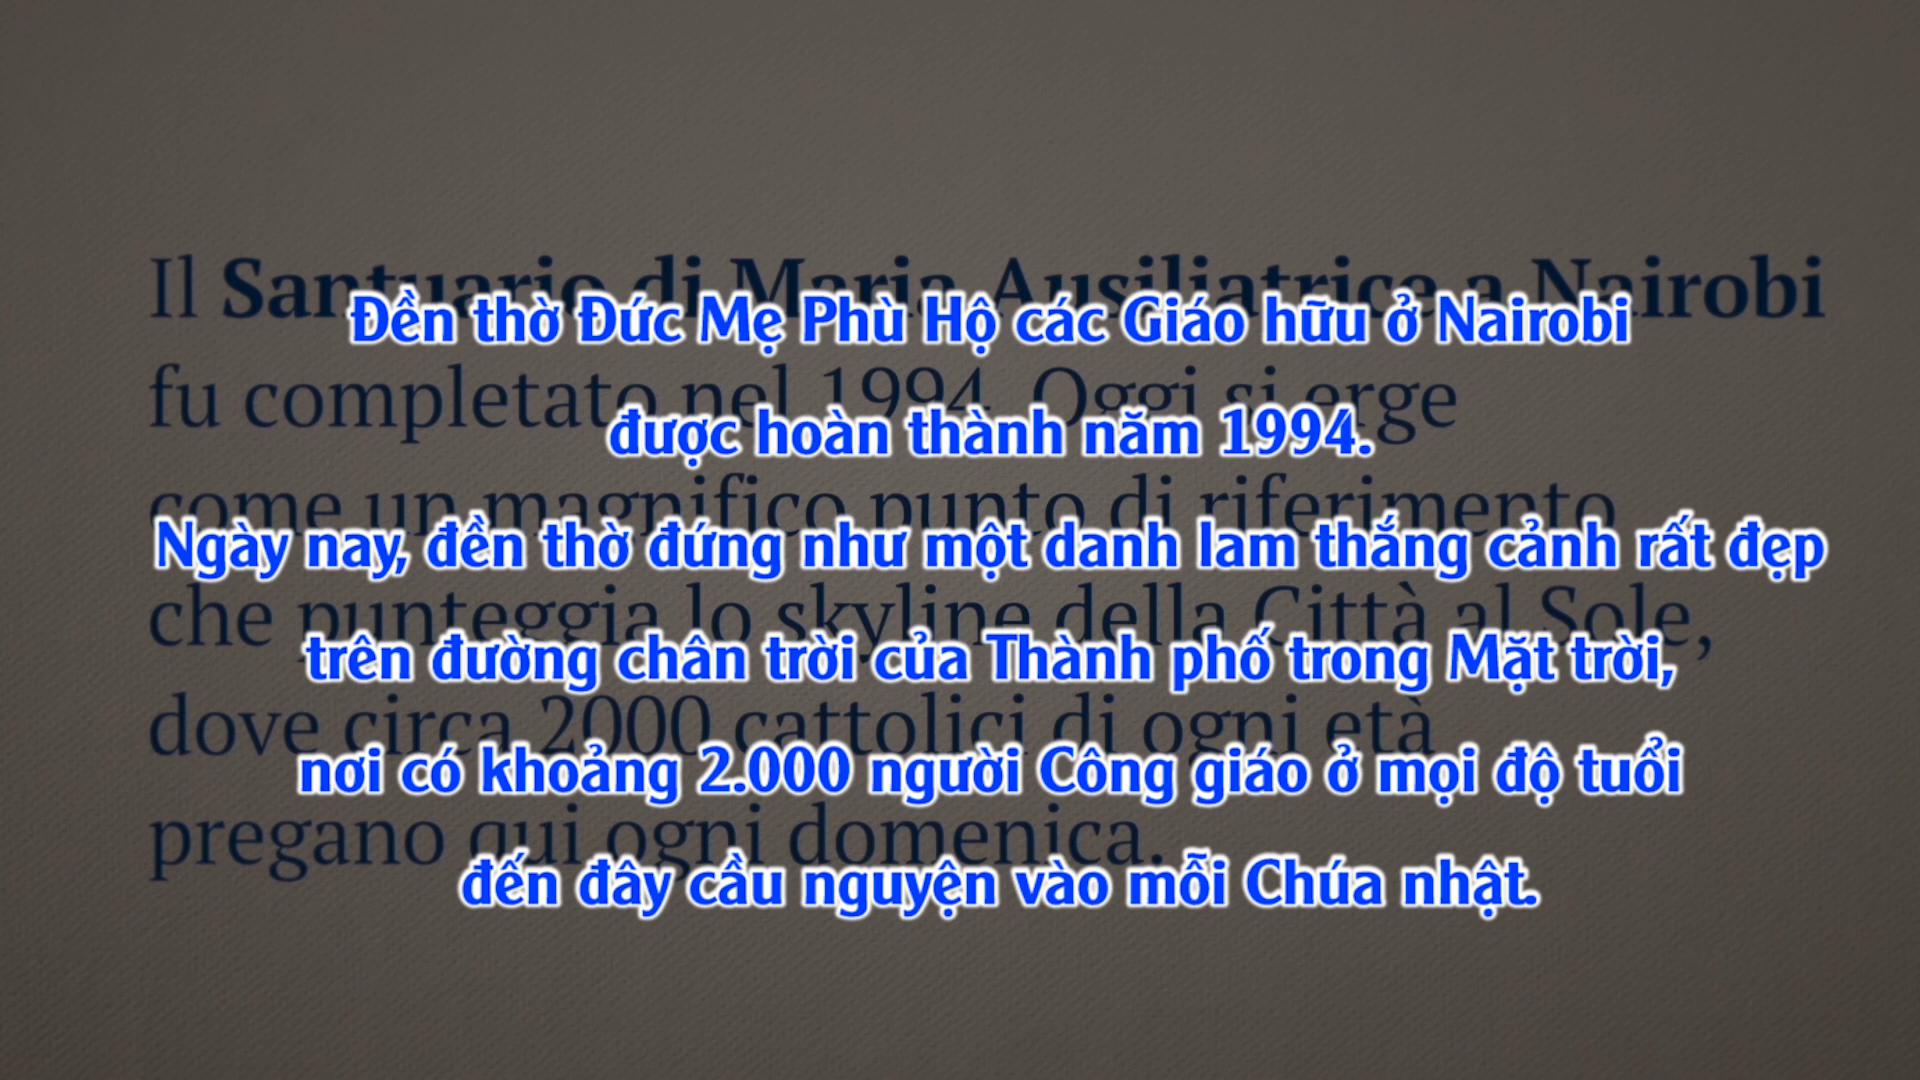 Il Santuario di Maria Ausiliatrice a Nairobi
Đền thờ Đức Mẹ Phù Hộ các Giáo hữu ở Nairobi
fu completato nel 1994. Oggi si erge
được hoàn thành năm 1994.
come un magnifico punto di riferimento
Ngày nay, đền thờ đứng như một danh lam thắng cảnh rất đẹp
che punteggia lo skyline della Città al Sole,
trên đường chân trời của Thành phố trong Mặt trời,
dove circa 2000 cattolici di ogni età
nơi có khoảng 2.000 người Công giáo ở mọi độ tuổi
pregano qui ogni domenica.
đến đây cầu nguyện vào mỗi Chúa nhật.